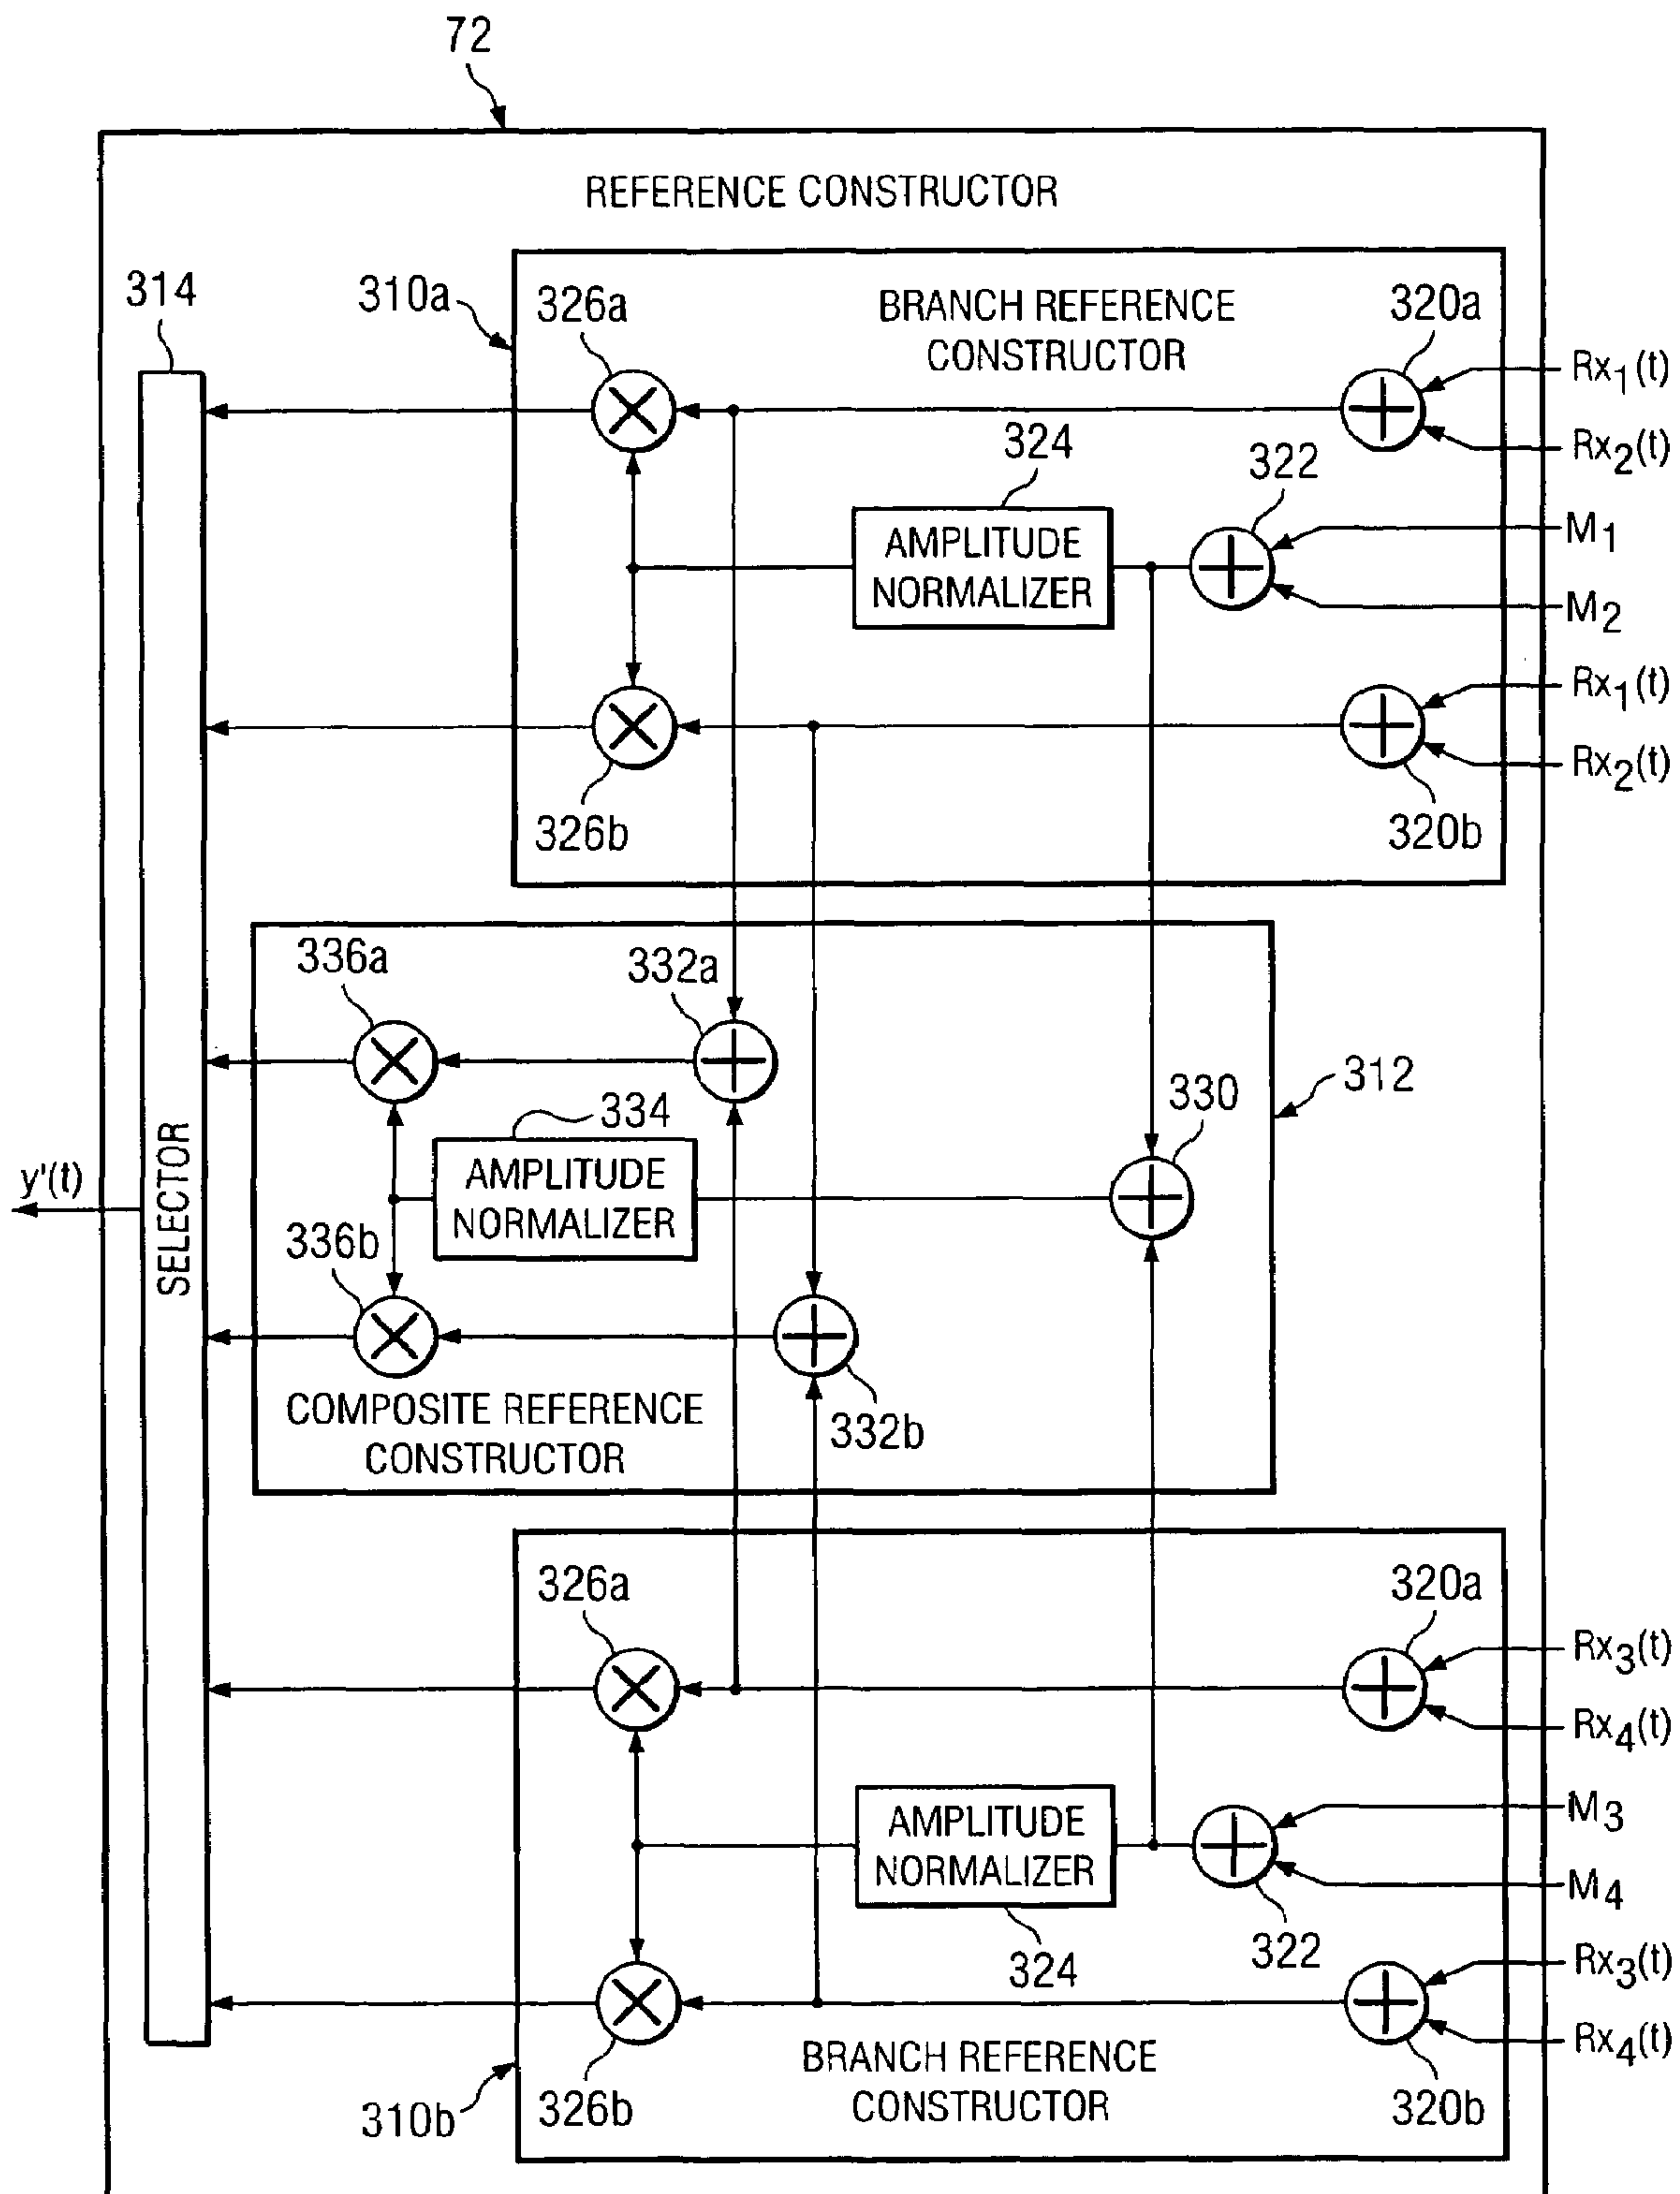 72
REFERENCE CONSTRUCTOR
314
310a
326a
BRANCH REFERENCE
CONSTRUCTOR
320a
Rx1(t)
Rx2(t)
324
322
AMPLITUDE
NORMALIZER
M1
M2
Rx1(t)
Rx2(t)
326b
320b
336a
332a
312
330
334
AMPLITUDE
NORMALIZER
SELECTOR
y'(t)
336b
COMPOSITE REFERENCE
CONSTRUCTOR
332b
326a
320a
Rx3(t)
Rx4(t)
AMPLITUDE
NORMALIZER
M3
M4
324
322
Rx3(t)
Rx4(t)
310b
326b
BRANCH REFERENCE
CONSTRUCTOR
320b